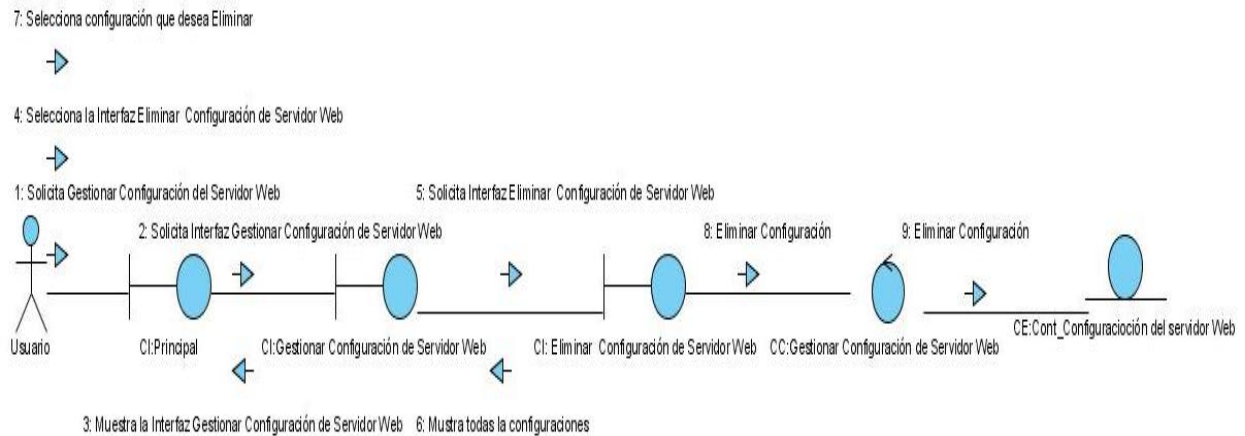 7: Selecciona configuración que desea Eliminar
4: Selecciona la Interfaz Eliminar Configuración de Servidor Web
1: Solicita Gestionar Configuración del Servidor Web
5: Solicita Interfaz Eliminar Configuración de Servidor Web
2: Solicita Interfaz Gestionar Configuración de Servidor Web
8: Eliminar Configuración
9: Eliminar Configuración
Usuario
CI:Principal
CI:Gestionar Configuración de Servidor Web
CI: Eliminar Configuración de Servidor Web
CC:Gestionar Configuración de Servidor Web
CE:Cont_Configuracioción del servidor Web
3: Muestra la Interfaz Gestionar Configuración de Servidor Web
6: Mustra todas la configuraciones